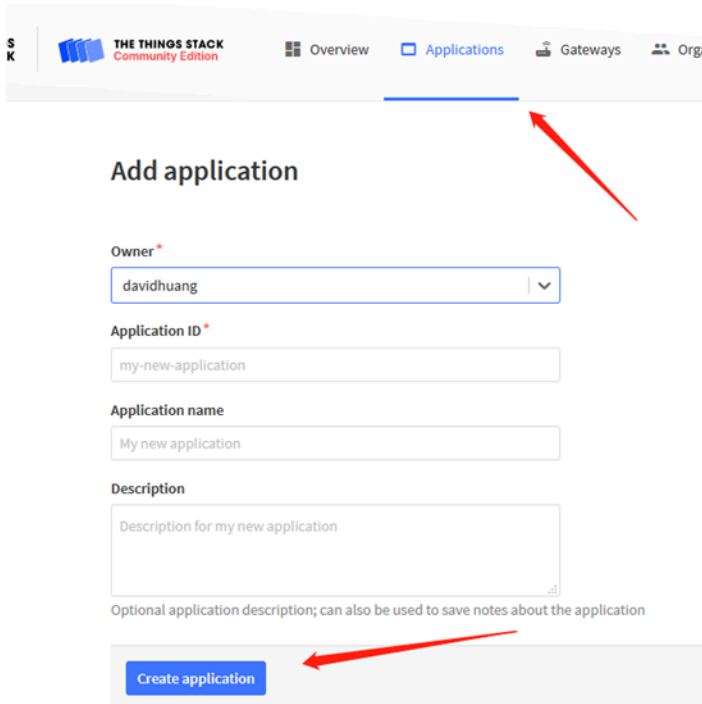 S
K
THE THINGS STACK
Community Edition
Overview
Applications
Gateways
Orga
Add application
Owner*
davidhuang
Application ID*
my-new-application
Application name
My new application
Description
Description for my new application
Optional application description; can also be used to save notes about the application
Create application